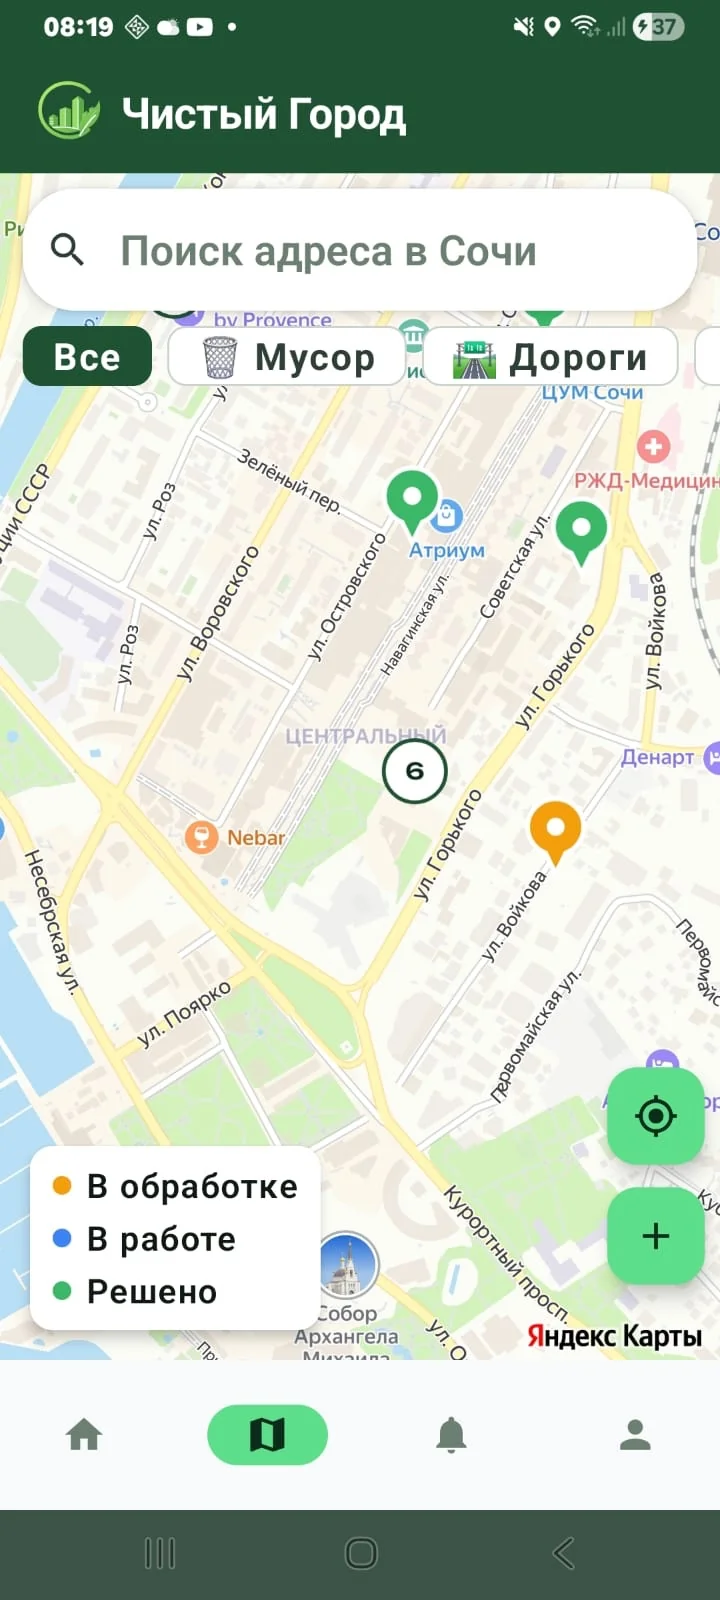 08:19
37
Чистый Город
Поиск адреса в Сочи
by Provence
Все
Мусор
Дороги
ЦУМ Сочи
РЖД-Медицин
Зелёный пер.
ул. Роз
Атриум
Советская ул.
ул. Воровского
ул. Островского
Навагинская ул.
ул. Войкова
ул. Роз
ул. Горького
ЦЕНТРАЛЬНЫЙ
6
Денарт
Nebar
ул. Горького
Несебрская ул.
ул. Войкова
Первомайская ул.
ул. Поярко
В обработке
В работе
Решено
Курортный просп.
Собор
Архангела
Михаила
Яндекс Карты